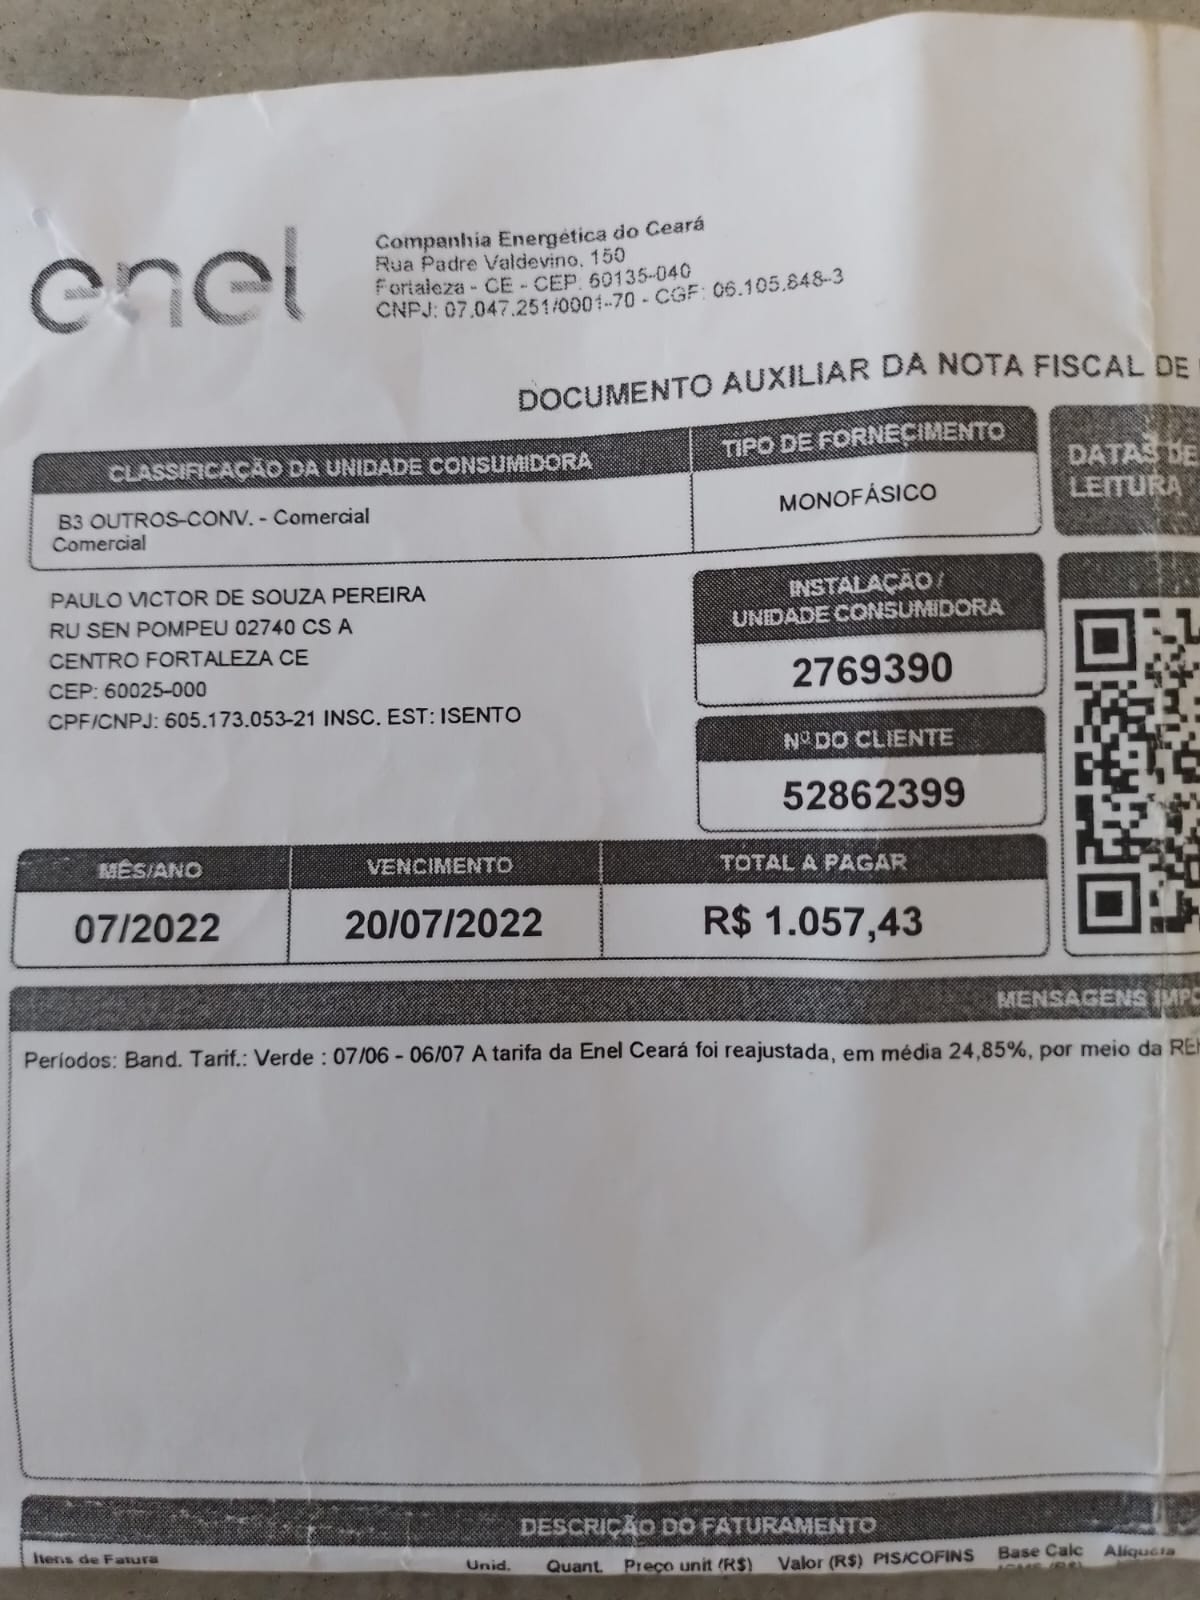 enel
Companhia Energética do Ceará
Rua Padre Valdevino, 150
Fortaleza - CE - CEP: 60135-040
CNPJ: 07.047.251/0001-70 - CGF: 06.105.848-3
DOCUMENTO AUXILIAR DA NOTA FISCAL DE
CLASSIFICAÇÃO DA UNIDADE CONSUMIDORA
TIPO DE FORNECIMENTO
DATAS DE
LEITURA
B3 OUTROS-CONV. - Comercial
Comercial
MONOFÁSICO
PAULO VICTOR DE SOUZA PEREIRA
RU SEN POMPEU 02740 CS A
CENTRO FORTALEZA CE
CEP: 60025-000
CPF/CNPJ: 605.173.053-21 INSC. EST: ISENTO
INSTALAÇÃO /
UNIDADE CONSUMIDORA
2769390
Nº DO CLIENTE
52862399
MÊS/ANO
VENCIMENTO
TOTAL A PAGAR
07/2022
20/07/2022
R$ 1.057,43
MENSAGENS
Períodos: Band. Tarif.: Verde : 07/06 - 06/07 A tarifa da Enel Ceará foi reajustada, em média 24,85%, por meio da
DESCRIÇÃO DO FATURAMENTO
Itens de Fatura
Unid.
Quant.
Preço unit (R$)
Valor (R$)
PIS/COFINS
Base Calc
Alíquota